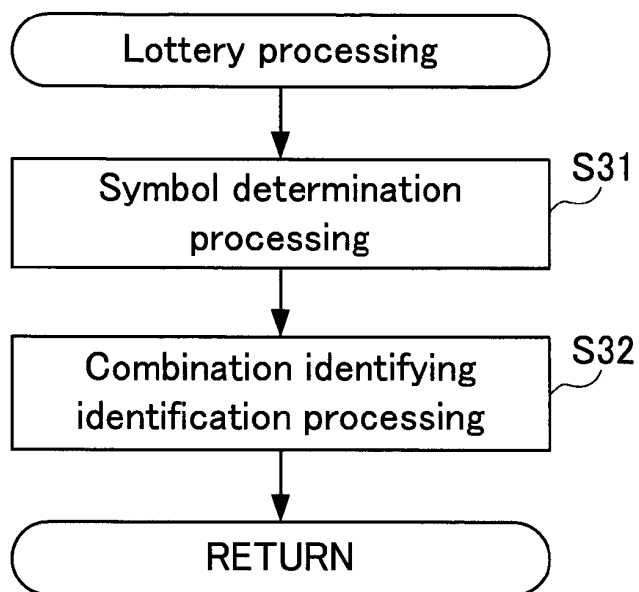 Lottery processing
S31
Symbol determination
processing
S32
Combination identifying
identification processing
RETURN